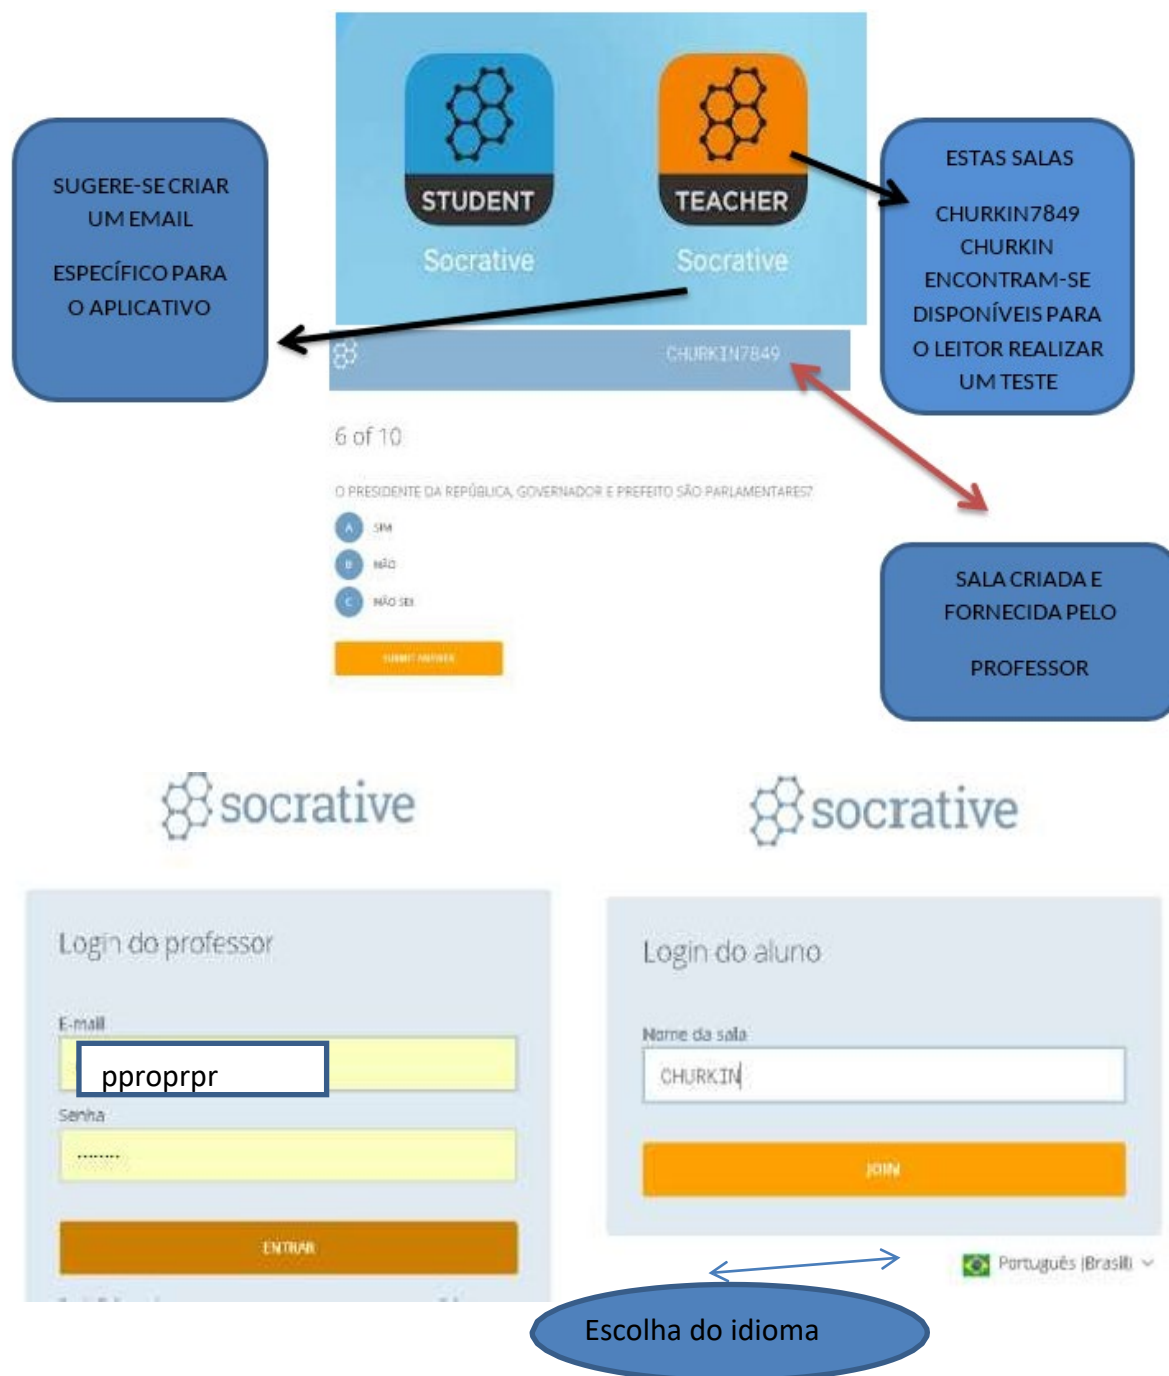 STUDENT
Socrative
TEACHER
Socrative
SUGERE-SE CRIAR
UM EMAIL
ESPECÍFICO PARA
O APLICATIVO
ESTAS SALAS
CHURKIN7849
CHURKIN
ENCONTRAM-SE
DISPONÍVEIS PARA
O LEITOR REALIZAR
UM TESTE
CHURKIN7849
6 of 10
O PRESIDENTE DA REPÚBLICA, GOVERNADOR E PREFEITO SÃO PARLAMENTARES?
A SIM
B NÃO
C NÃO SEI
SUBMIT ANSWER
SALA CRIADA E
FORNECIDA PELO
PROFESSOR
socrative
Login do professor
E-mail
pproprpr
Senha
ENTRAR
socrative
Login do aluno
Nome da sala
CHURKIN
JOIN
Português (Brasil)
Escolha do idioma